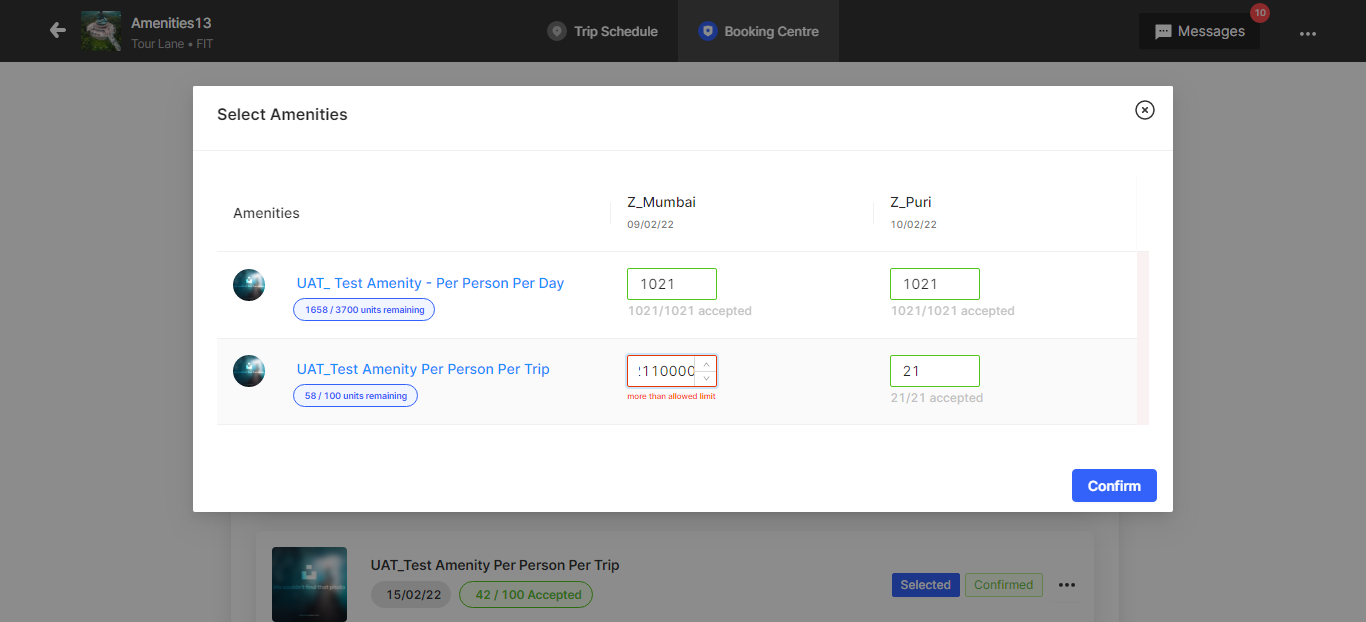 Amenities13
Tour Lane • FIT
Trip Schedule
Booking Centre
Messages
10
Select Amenities
Amenities
Z_Mumbai
09/02/22
Z_Puri
10/02/22
UAT_ Test Amenity - Per Person Per Day
1658 / 3700 units remaining
1021
1021/1021 accepted
1021
1021/1021 accepted
UAT_Test Amenity Per Person Per Trip
58 / 100 units remaining
2110000
more than allowed limit
21
21/21 accepted
Confirm
UAT_Test Amenity Per Person Per Trip
15/02/22
42 / 100 Accepted
Selected
Confirmed